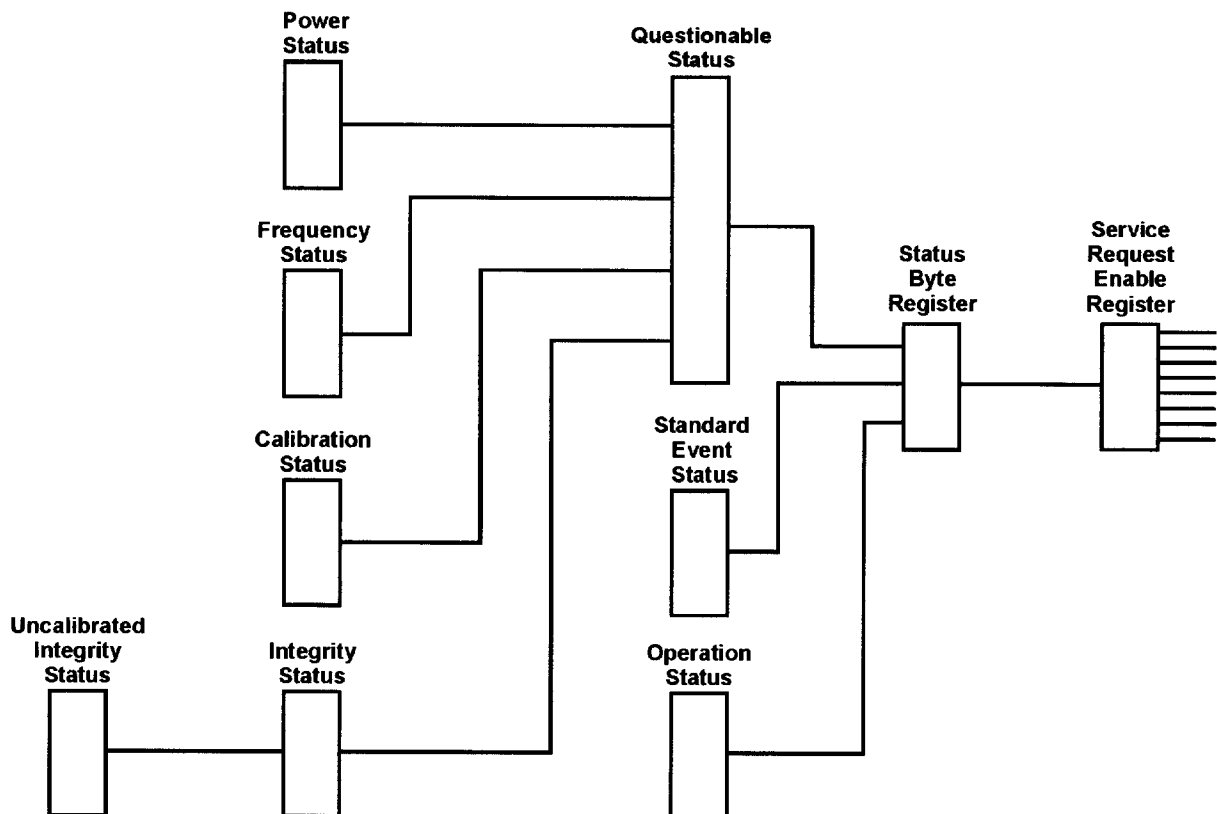 Power
Status
Questionable
Status
Frequency
Status
Status
Byte
Register
Service
Request
Enable
Register
Calibration
Status
Standard
Event
Status
Uncalibrated
Integrity
Status
Integrity
Status
Operation
Status